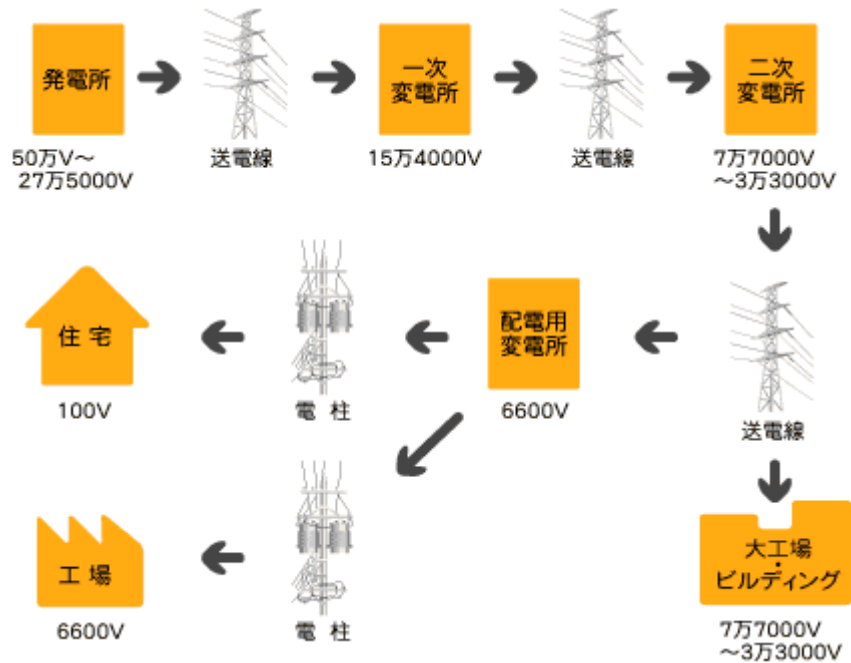 発電所
50万V～
27万5000V
送電線
一次
変電所
15万4000V
送電線
二次
変電所
7万7000V
～3万3000V
住宅
100V
電柱
配電用
変電所
6600V
送電線
工場
6600V
電柱
大工場
・
ビルディング
7万7000V
～3万3000V